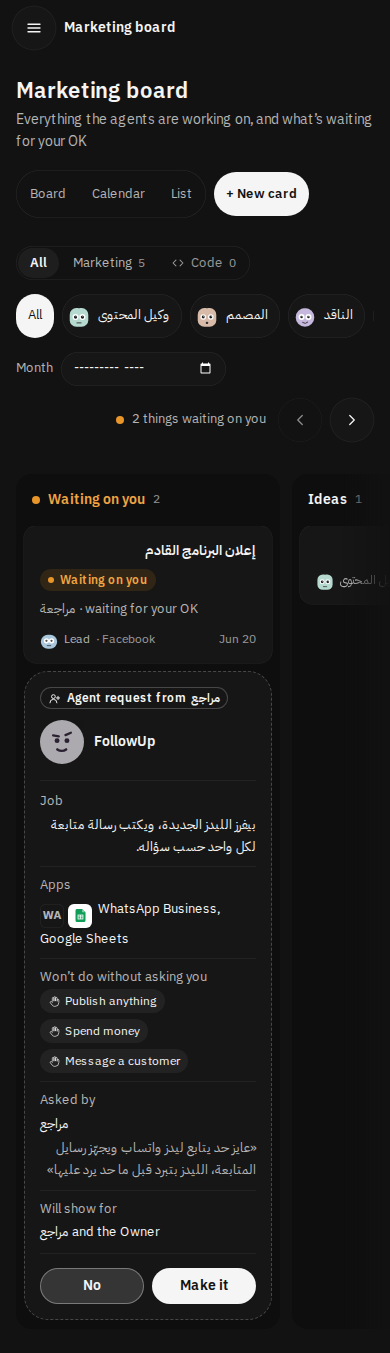 Marketing board
Marketing board
Everything the agents are working on, and what's waiting
for your OK
Board Calendar List + New card
All Marketing 5 Code 0
All وكيل المحتوى المصمم الناقد
Month --------- ----
2 things waiting on you
Waiting on you 2
إعلان البرنامج القادم
Waiting on you
مراجعة · waiting for your OK
Lead · Facebook Jun 20
Agent request from مراجع
FollowUp
Job
بيفرز الليدز الجديدة، ويكتب رسالة متابعة
لكل واحد حسب سؤاله.
Apps
WA WhatsApp Business,
Google Sheets
Won't do without asking you
Publish anything
Spend money
Message a customer
Asked by
مراجع
«عايز حد يتابع ليدز واتساب ويجهّز رسايل
المتابعة، الليدز بتبرد قبل ما حد يرد عليها»
Will show for
مراجع and the Owner
No Make it
Ideas 1
المحتوى